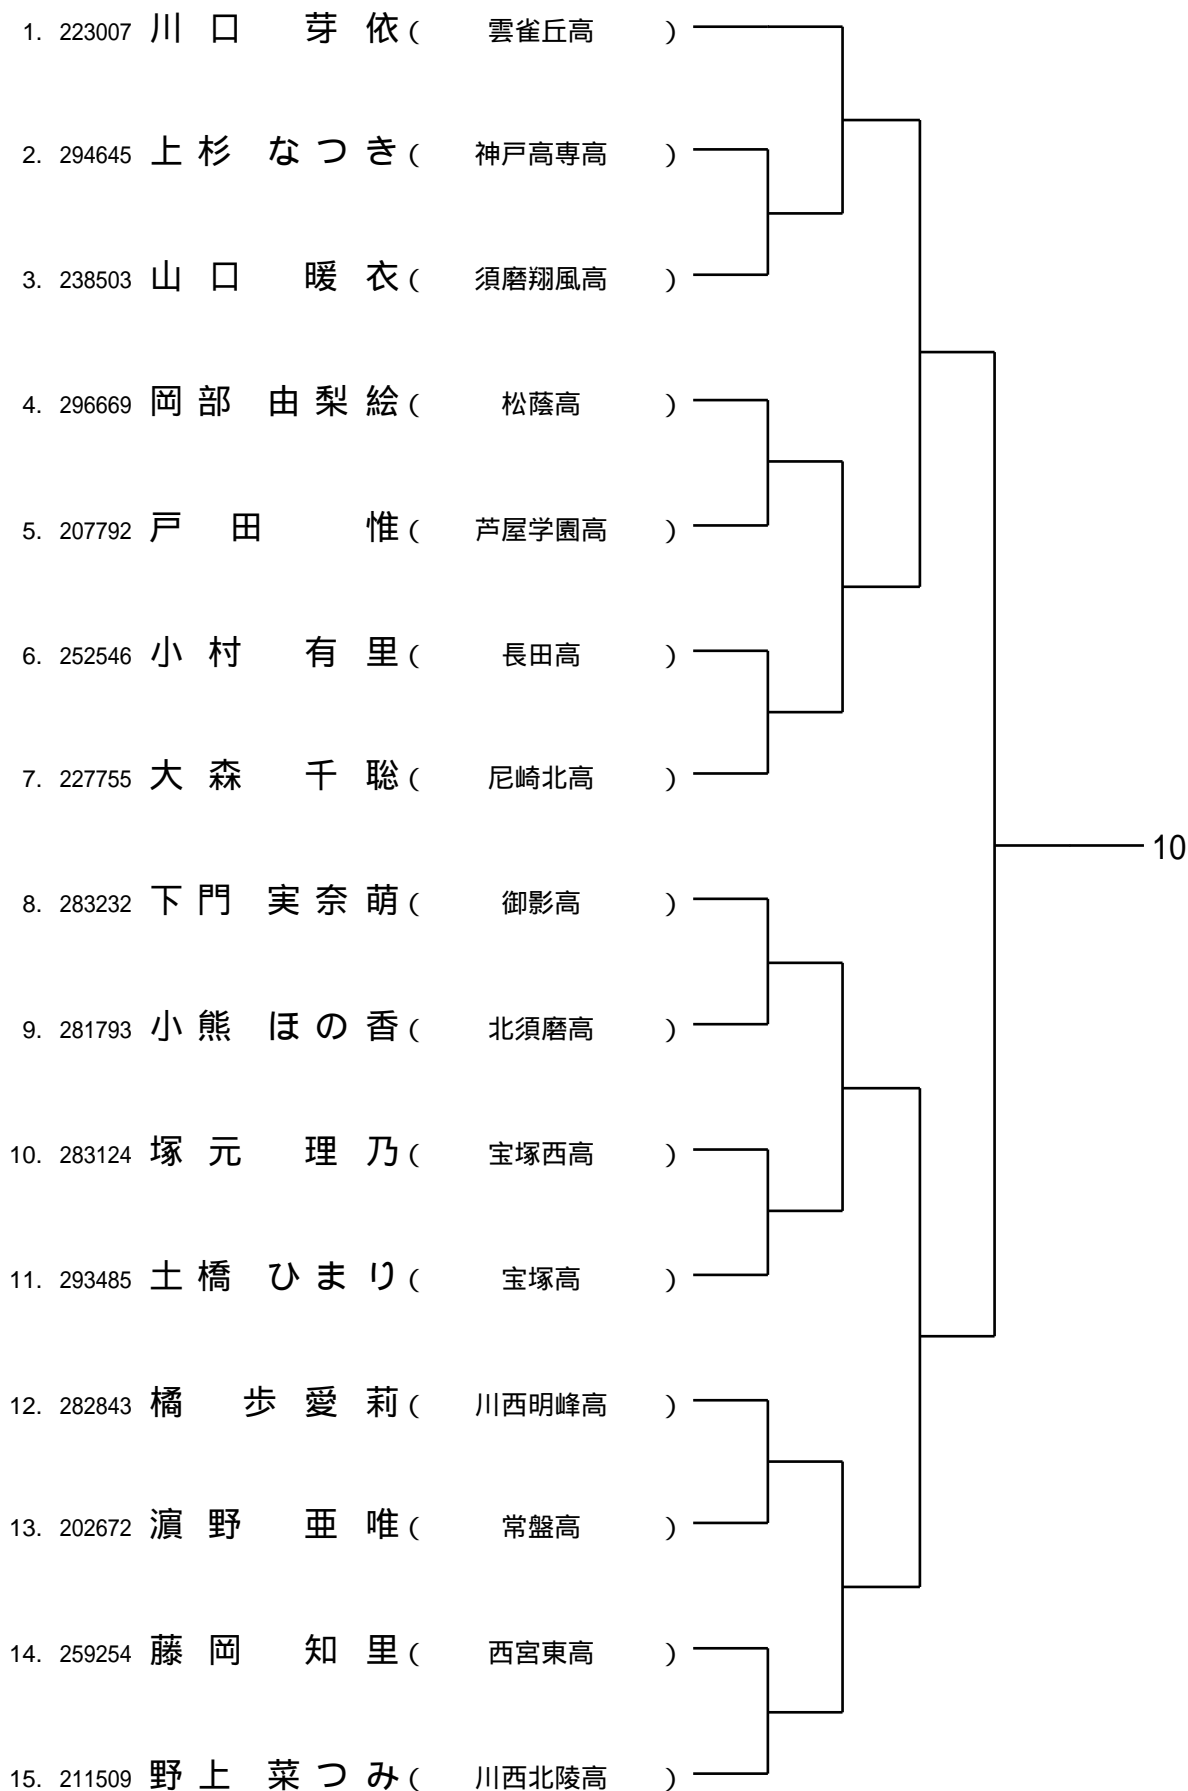 1. 223007 川口 芽依 ( 雲雀丘高 )
2. 294645 上杉 なつき ( 神戸高専高 )
3. 238503 山口 暖衣 ( 須磨翔風高 )
4. 296669 岡部 由梨絵 ( 松蔭高 )
5. 207792 戸田 惟 ( 芦屋学園高 )
6. 252546 小村 有里 ( 長田高 )
7. 227755 大森 千聡 ( 尼崎北高 )
10
8. 283232 下門 実奈萌 ( 御影高 )
9. 281793 小熊 ほの香 ( 北須磨高 )
10. 283124 塚元 理乃 ( 宝塚西高 )
11. 293485 土橋 ひまり ( 宝塚高 )
12. 282843 橘 歩愛莉 ( 川西明峰高 )
13. 202672 濵野 亜唯 ( 常盤高 )
14. 259254 藤岡 知里 ( 西宮東高 )
15. 211509 野上 菜つみ ( 川西北陵高 )